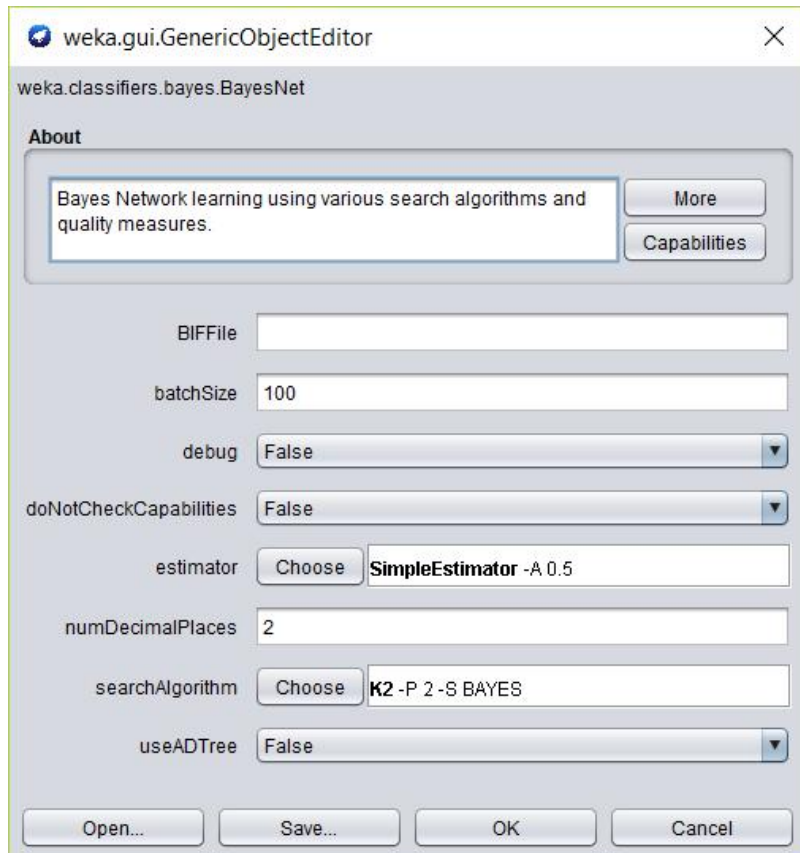 weka.gui.GenericObjectEditor
weka.classifiers.bayes.BayesNet
About
Bayes Network learning using various search algorithms and
quality measures.
More
Capabilities
BIFFile
batchSize 100
debug False
doNotCheckCapabilities False
estimator Choose SimpleEstimator -A 0.5
numDecimalPlaces 2
searchAlgorithm Choose K2 -P 2 -S BAYES
useADTree False
Open... Save... OK Cancel